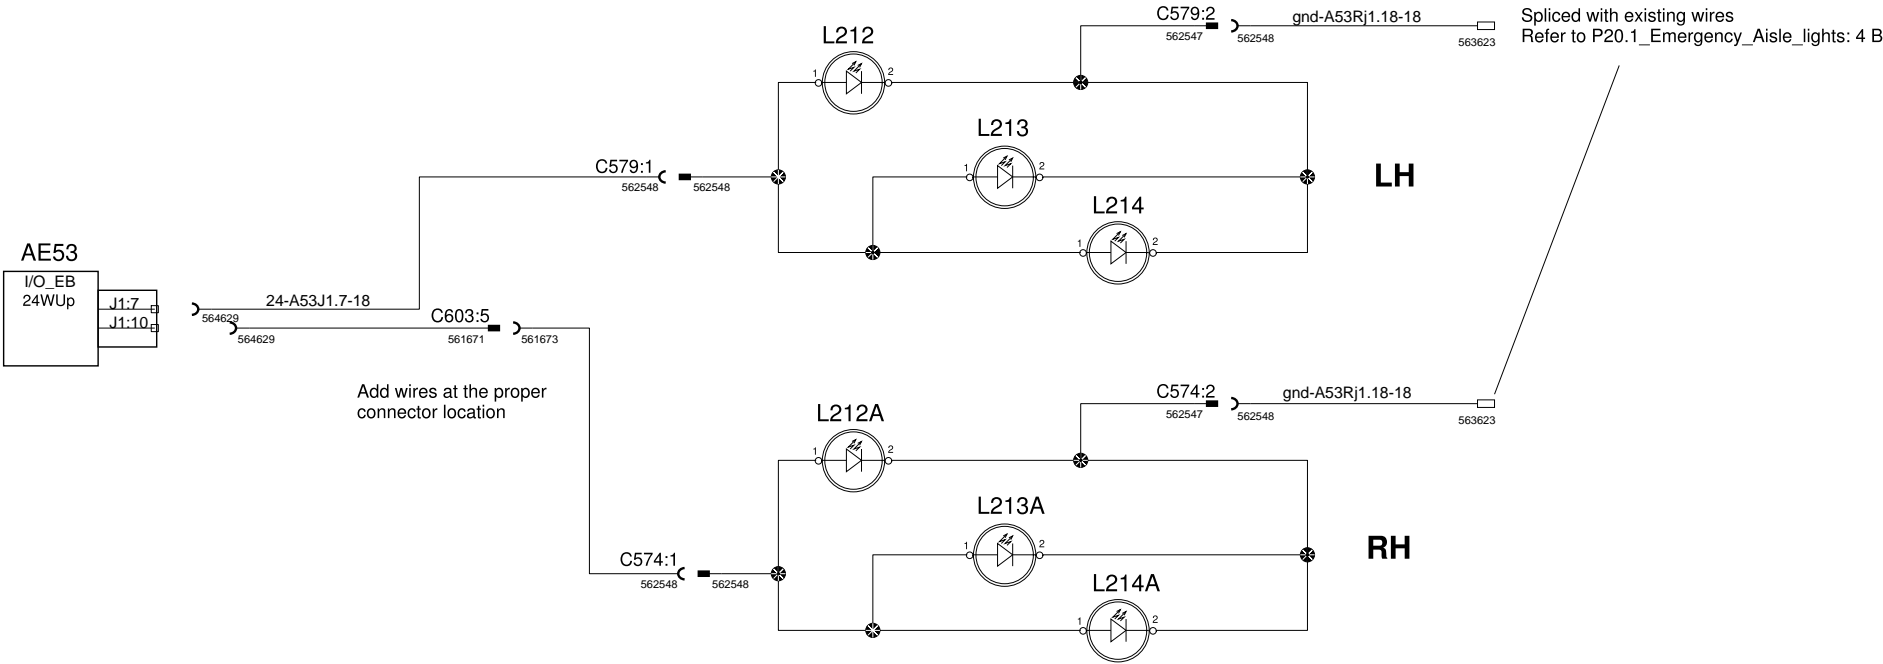 C579:2
562547
562548
gnd-A53Rj1.18-18
563623
Spliced with existing wires
Refer to P20.1_Emergency_Aisle_lights: 4 B
L212
1
2
L213
1
2
C579:1
562548
562548
LH
L214
1
2
AE53
I/O_EB
24WUp
J1:7
J1:10
564629
24-A53J1.7-18
564629
C603:5
561671
561673
Add wires at the proper
connector location
C574:2
562547
562548
gnd-A53Rj1.18-18
563623
L212A
1
2
L213A
1
2
RH
C574:1
562548
562548
L214A
1
2